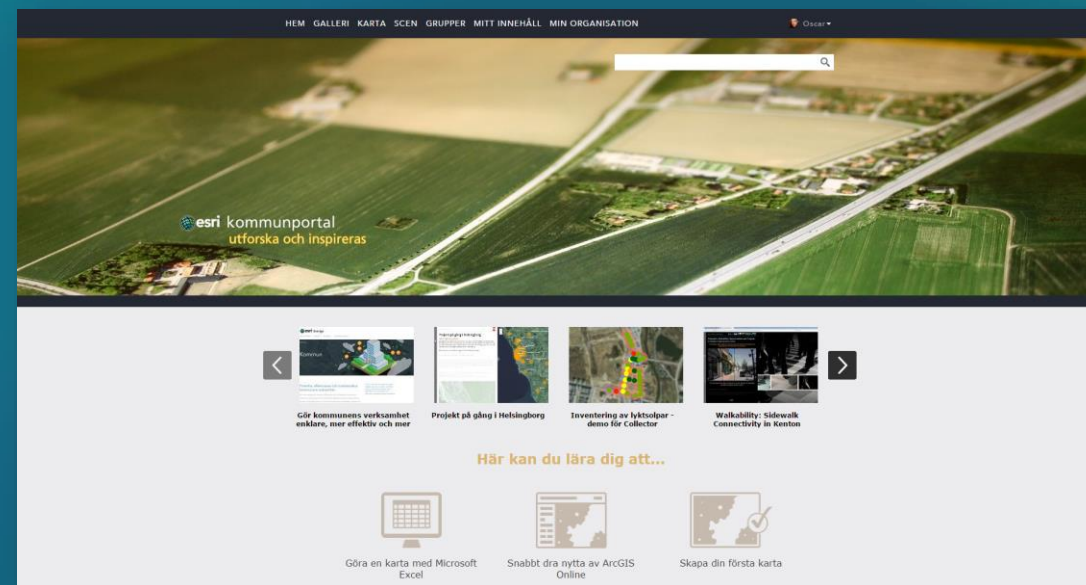 HEM GALLERI KARTA SCEN GRUPPER MITT INNEHÅLL MIN ORGANISATION
Oscar
esri kommunportal
utforska och inspireras
Gör kommunens verksamhet
enklare, mer effektiv och mer
Projekt på gång i Helsingborg
Inventering av lyktsolpar -
demo för Collector
Walkability: Sidewalk
Connectivity in Kenton
Här kan du lära dig att...
Göra en karta med Microsoft
Excel
Snabbt dra nytta av ArcGIS
Online
Skapa din första karta